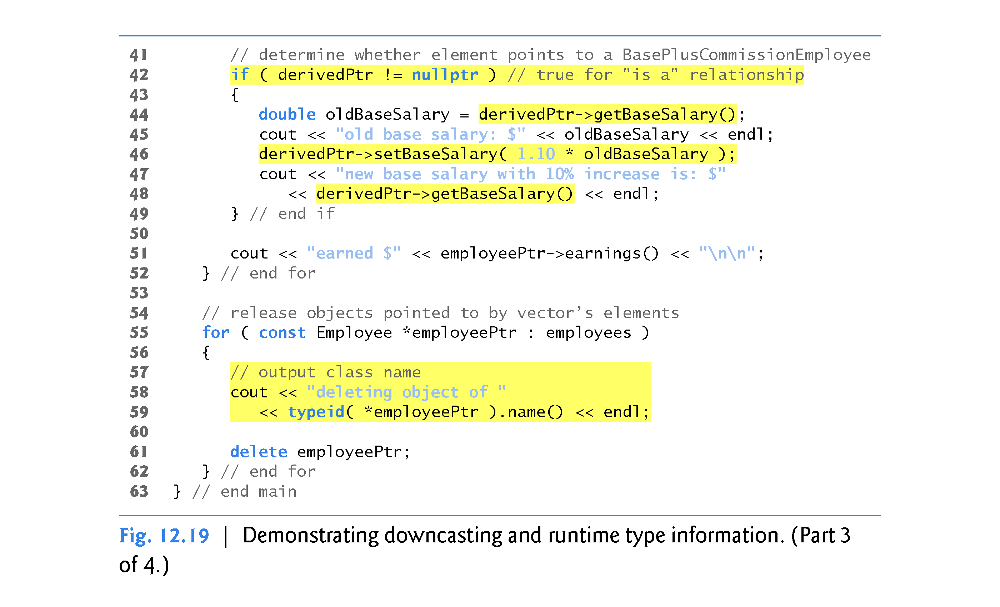 41 // determine whether element points to a BasePlusCommissionEmployee
42 if ( derivedPtr != nullptr ) // true for "is a" relationship
43 {
44 double oldBaseSalary = derivedPtr->getBaseSalary();
45 cout << "old base salary: $" << oldBaseSalary << endl;
46 derivedPtr->setBaseSalary( 1.10 * oldBaseSalary );
47 cout << "new base salary with 10% increase is: $"
48 << derivedPtr->getBaseSalary() << endl;
49 } // end if
50
51 cout << "earned $" << employeePtr->earnings() << "\n\n";
52 } // end for
53
54 // release objects pointed to by vector’s elements
55 for ( const Employee *employeePtr : employees )
56 {
57 // output class name
58 cout << "deleting object of "
59 << typeid( *employeePtr ).name() << endl;
60
61 delete employeePtr;
62 } // end for
63 } // end main
Fig. 12.19 | Demonstrating downcasting and runtime type information. (Part 3
of 4.)